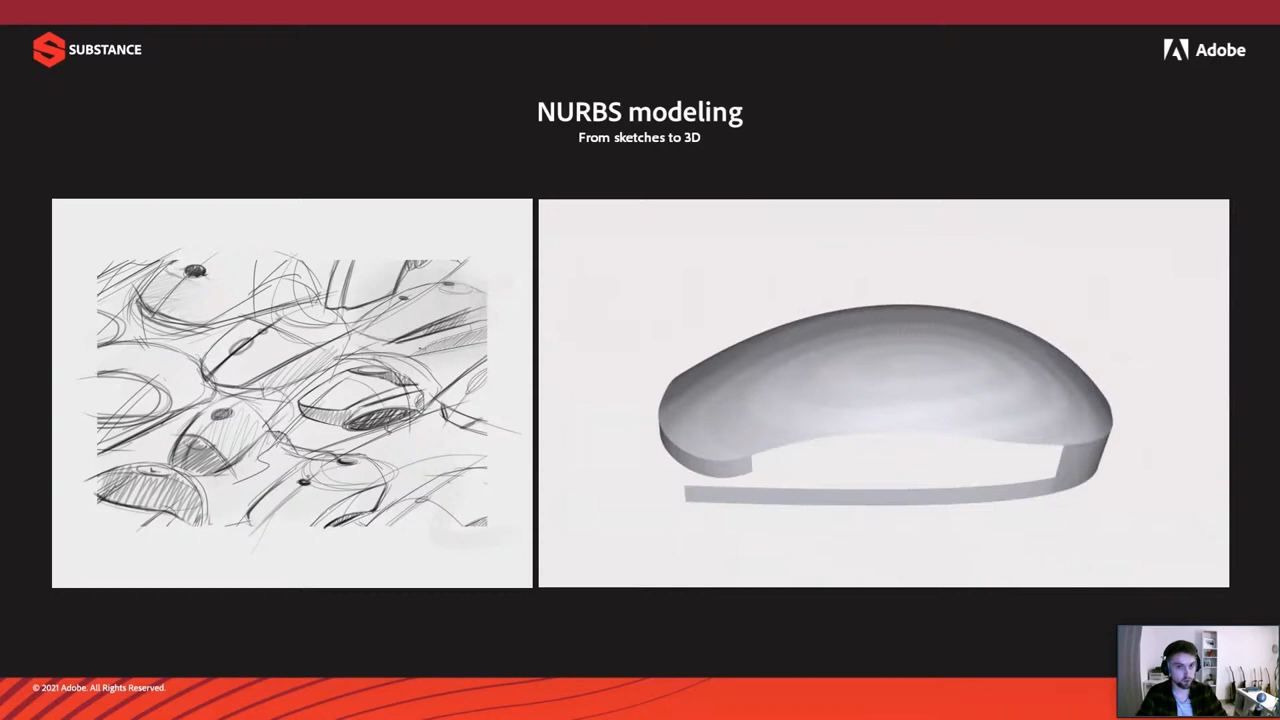 SUBSTANCE
Adobe
NURBS modeling
From sketches to 3D
© 2021 Adobe. All Rights Reserved.